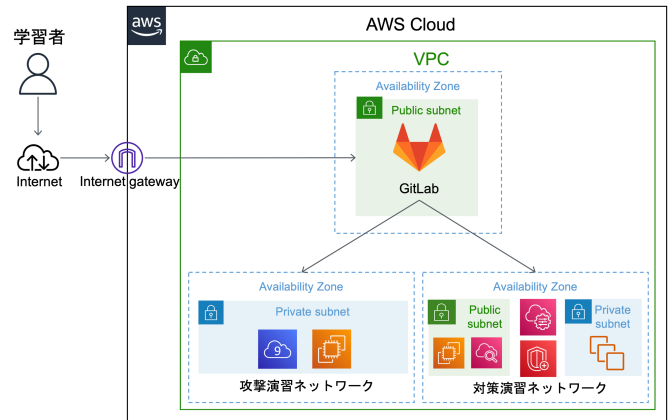 学習者
aws
AWS Cloud
VPC
Availability Zone
Public subnet
GitLab
Internet
Internet gateway
Availability Zone
Private subnet
9
攻撃演習ネットワーク
Availability Zone
Public
subnet
Private
subnet
対策演習ネットワーク